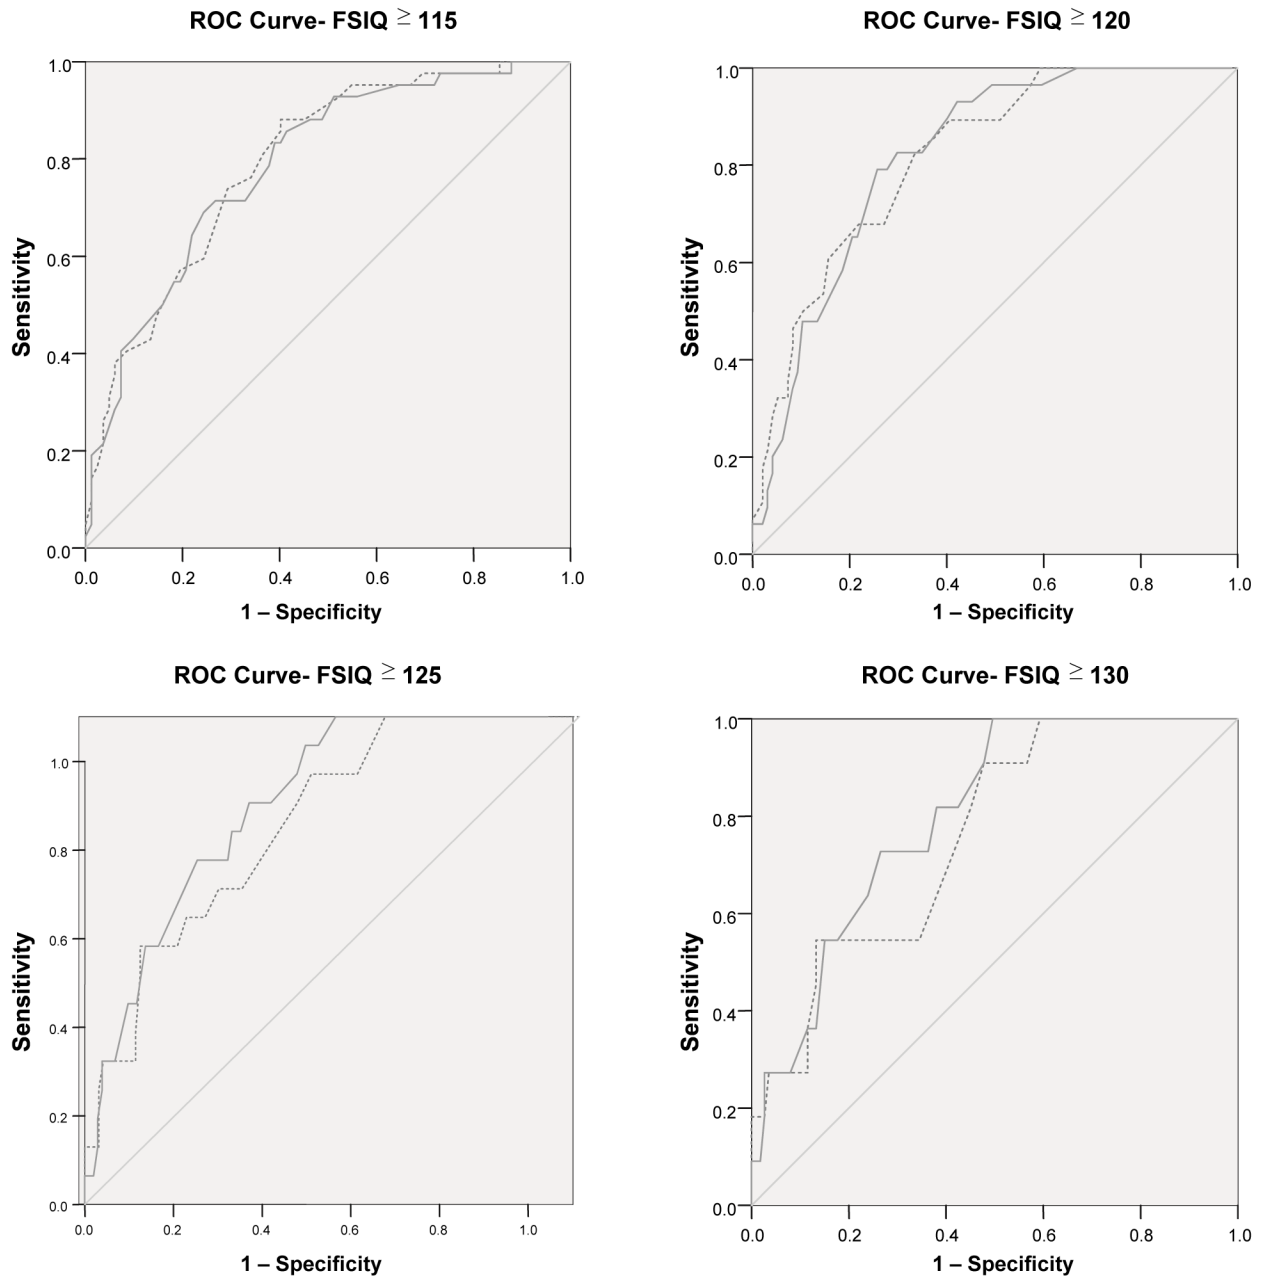 ROC Curve- FSIQ ≥ 115
1.0
0.8
0.6
0.4
0.2
0.0
Sensitivity
0.0 0.2 0.4 0.6 0.8 1.0
1 – Specificity
ROC Curve- FSIQ ≥ 120
1.0
0.8
0.6
0.4
0.2
0.0
Sensitivity
0.0 0.2 0.4 0.6 0.8 1.0
1 – Specificity
ROC Curve- FSIQ ≥ 125
1.0
0.8
0.6
0.4
0.2
0.0
Sensitivity
0.0 0.2 0.4 0.6 0.8 1.0
1 – Specificity
ROC Curve- FSIQ ≥ 130
1.0
0.8
0.6
0.4
0.2
0.0
Sensitivity
0.0 0.2 0.4 0.6 0.8 1.0
1 – Specificity